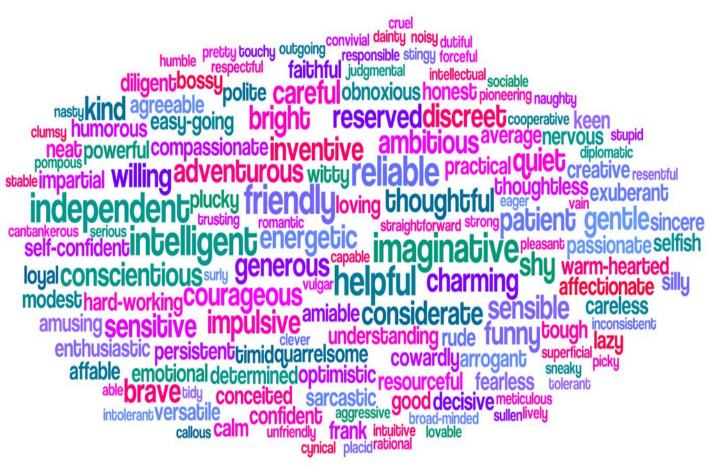 cruel
convivial dainty noisy dutiful
pretty touchy outgoing responsible stingy forceful
humble respectful faithful judgmental intellectual sociable
diligent bossy polite careful obnoxious honest pioneering naughty
nasty kind agreeable easy-going bright reserved discreet cooperative keen
clumsy humorous compassionate inventive ambitious average nervous stupid
neat powerful witty reliable practical quiet creative diplomatic
pompous willing adventurous resentful
stable impartial plucky friendly loving thoughtful thoughtless exuberant
independent trusting romantic straightforward strong eager patient vain gentle sincere
cantankerous serious intelligent energetic imaginative pleasant passionate selfish
self-confident generous capable shy warm-hearted
loyal conscientious surly vulgar helpful charming affectionate silly
modest hard-working courageous amiable considerate sensible careless
amusing sensitive impulsive understanding rude funny tough inconsistent
enthusiastic persistent timid clever quarrelsome cowardly arrogant superficial lazy
affable emotional determined optimistic resourceful fearless sneaky picky
able brave tidy conceited sarcastic good decisive meticulous tolerant
intolerant versatile confident aggressive broad-minded sullen lively
callous calm unfriendly frank intuitive lovable
cynical placid rational